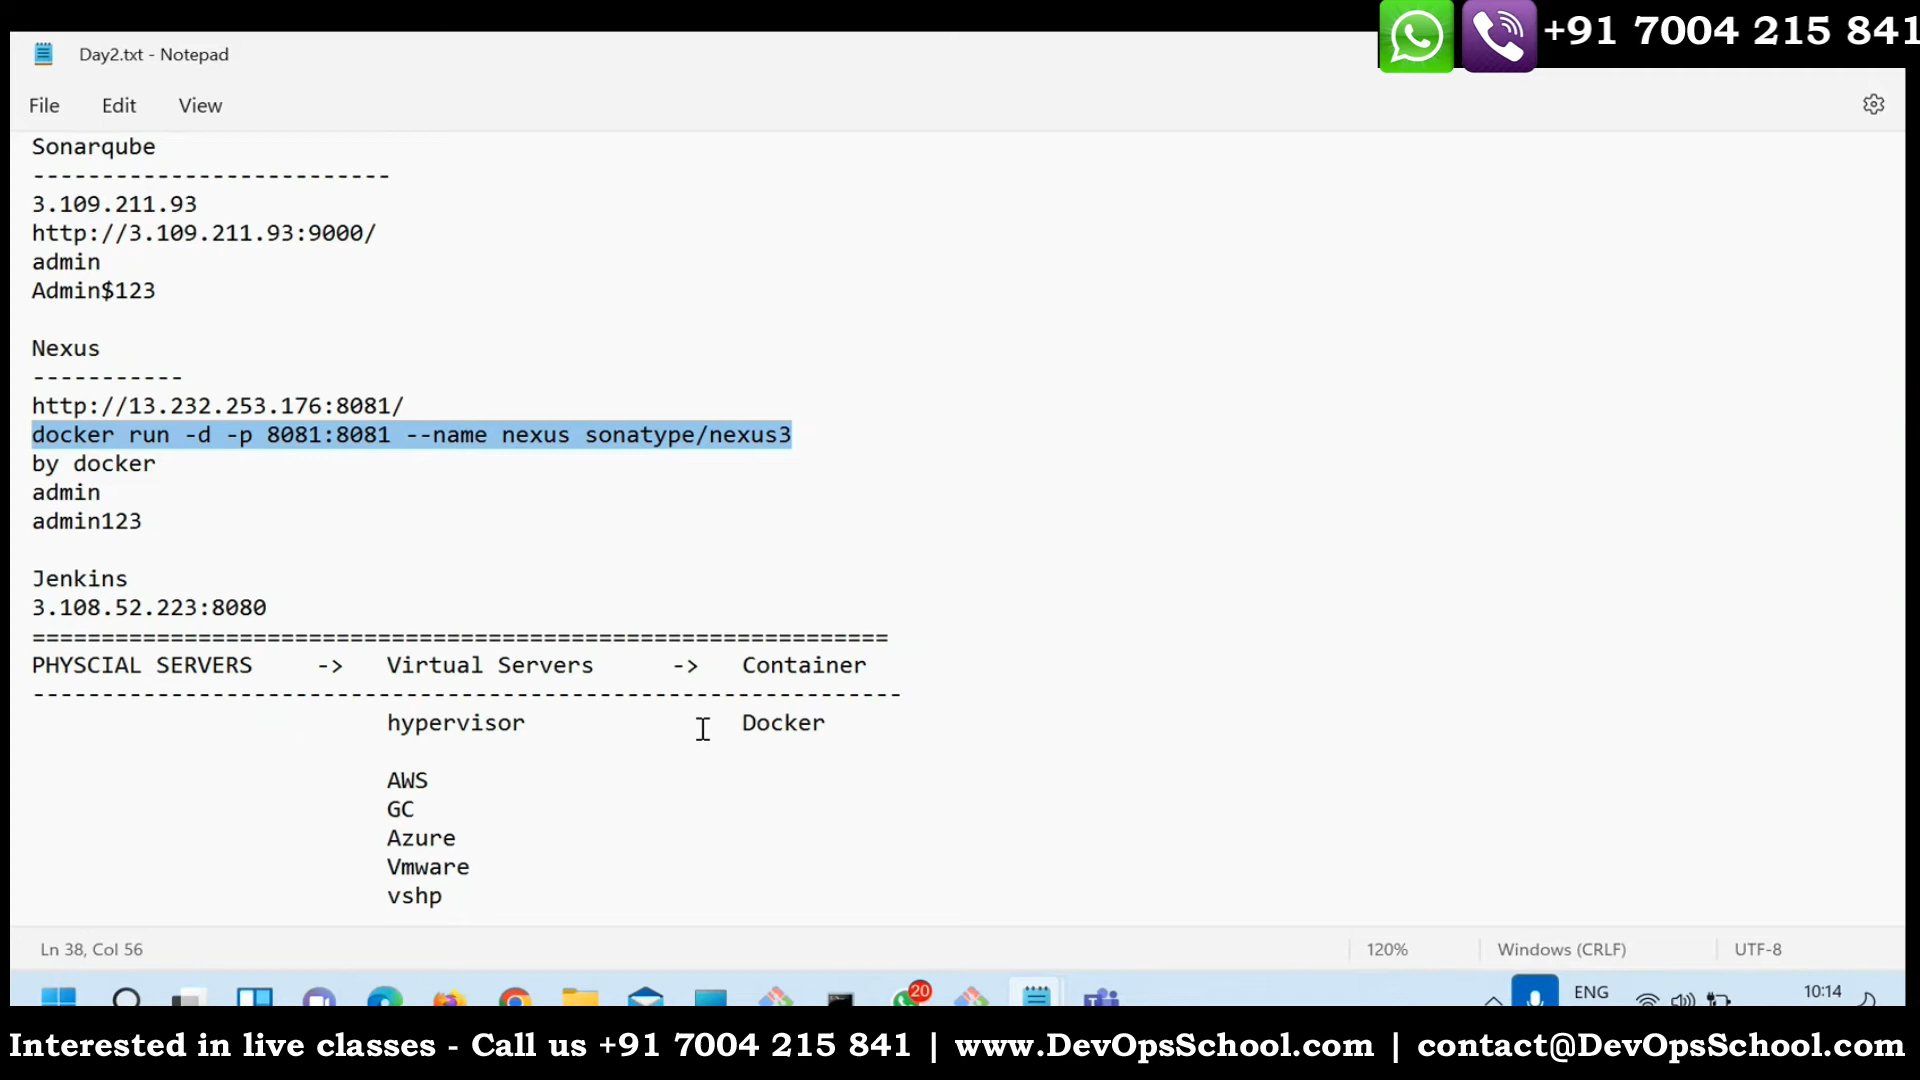 +91 7004 215 841
Day2.txt - Notepad
File Edit View
Sonarqube
--------------------------
3.109.211.93
http://3.109.211.93:9000/
admin
Admin$123
Nexus
-----------
http://13.232.253.176:8081/
docker run -d -p 8081:8081 --name nexus sonatype/nexus3
by docker
admin
admin123
Jenkins
3.108.52.223:8080
==============================================================
PHYSCIAL SERVERS -> Virtual Servers -> Container
---------------------------------------------------------------
hypervisor Docker
AWS
GC
Azure
Vmware
vshp
Ln 38, Col 56 120% Windows (CRLF) UTF-8
20 ENG 10:14
Interested in live classes - Call us +91 7004 215 841 | www.DevOpsSchool.com | contact@DevOpsSchool.com